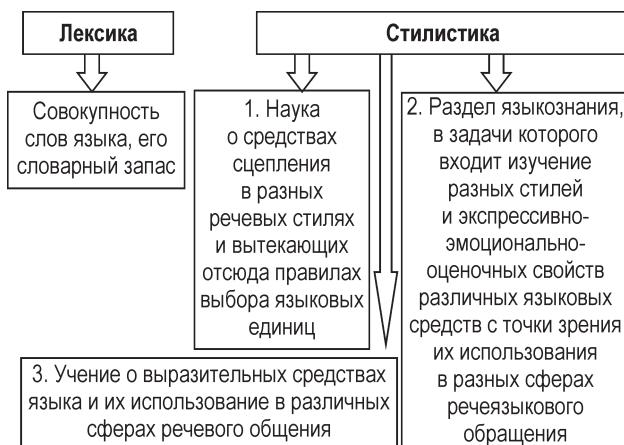 Лексика
Стилистика
Совокупность
слов языка, его
словарный запас
1. Наука
о средствах
сцепления
в разных
речевых стилях
и вытекающих
отсюда правилах
выбора языковых
единиц
2. Раздел языкознания,
в задачи которого
входит изучение
разных стилей
и экспрессивно-
эмоционально-
оценочных свойств
различных языковых
средств с точки зрения
их использования
в разных сферах
речеязыкового
обращения
3. Учение о выразительных средствах
языка и их использование в различных
сферах речевого общения